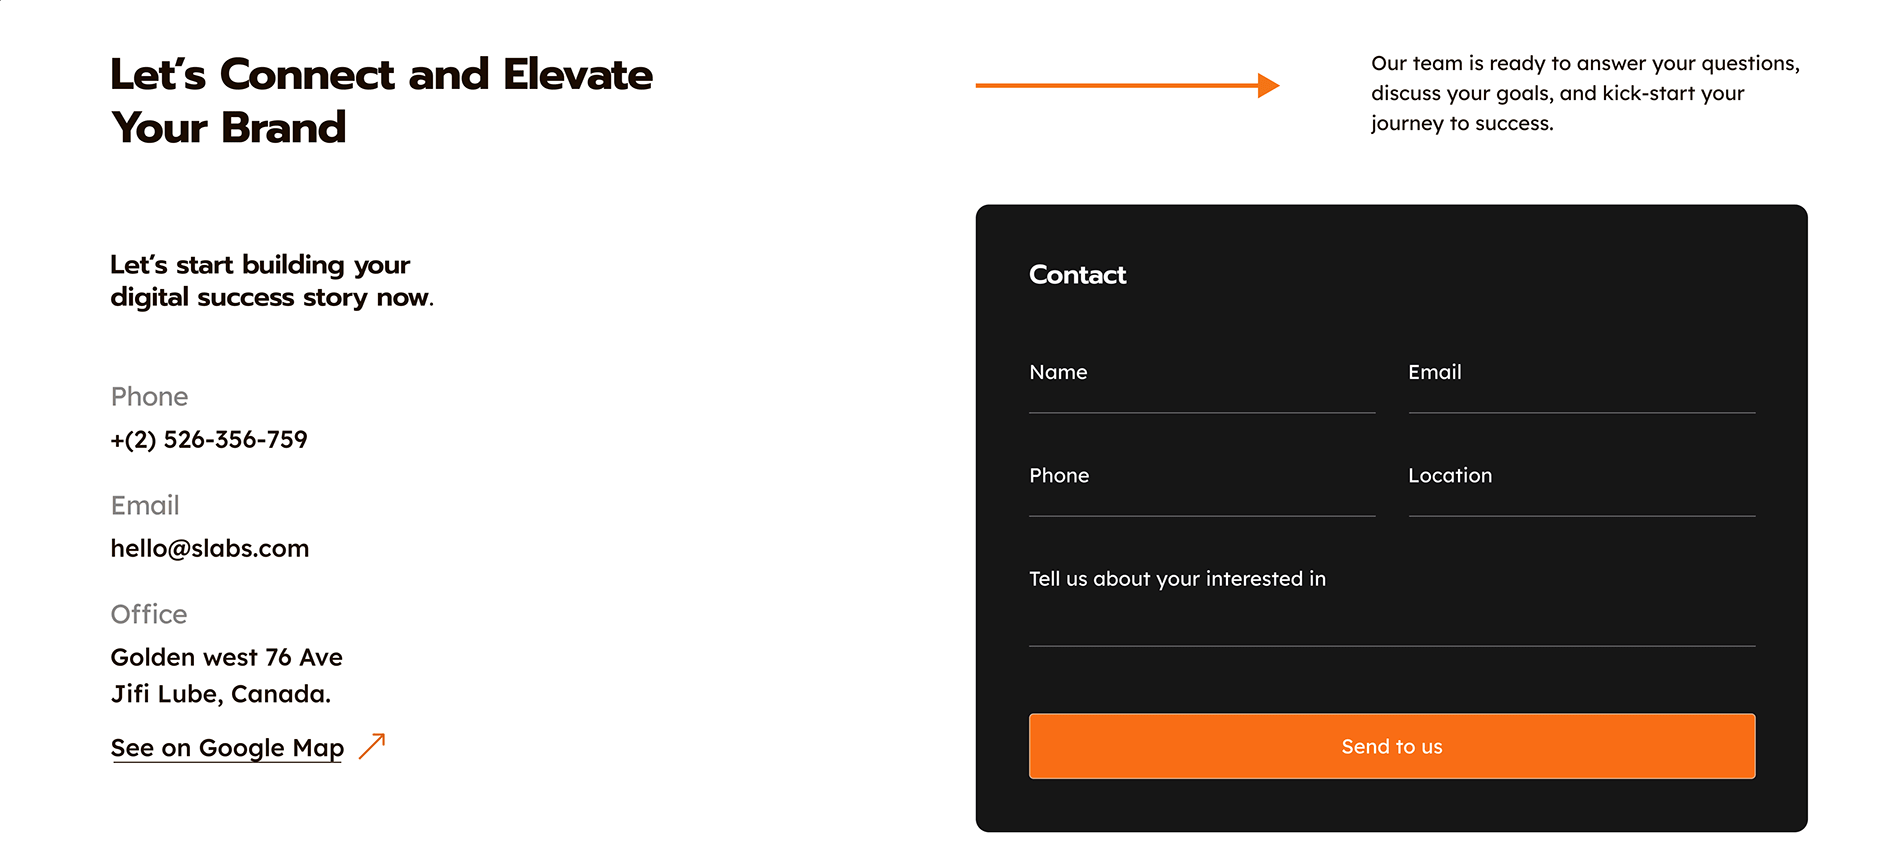 Let’s Connect and Elevate
Your Brand
Our team is ready to answer your questions,
discuss your goals, and kick-start your
journey to success.
Let’s start building your
digital success story now.
Phone
+(2) 526-356-759
Email
hello@slabs.com
Office
Golden west 76 Ave
Jifi Lube, Canada.
See on Google Map
Contact
Name
Email
Phone
Location
Tell us about your interested in
Send to us